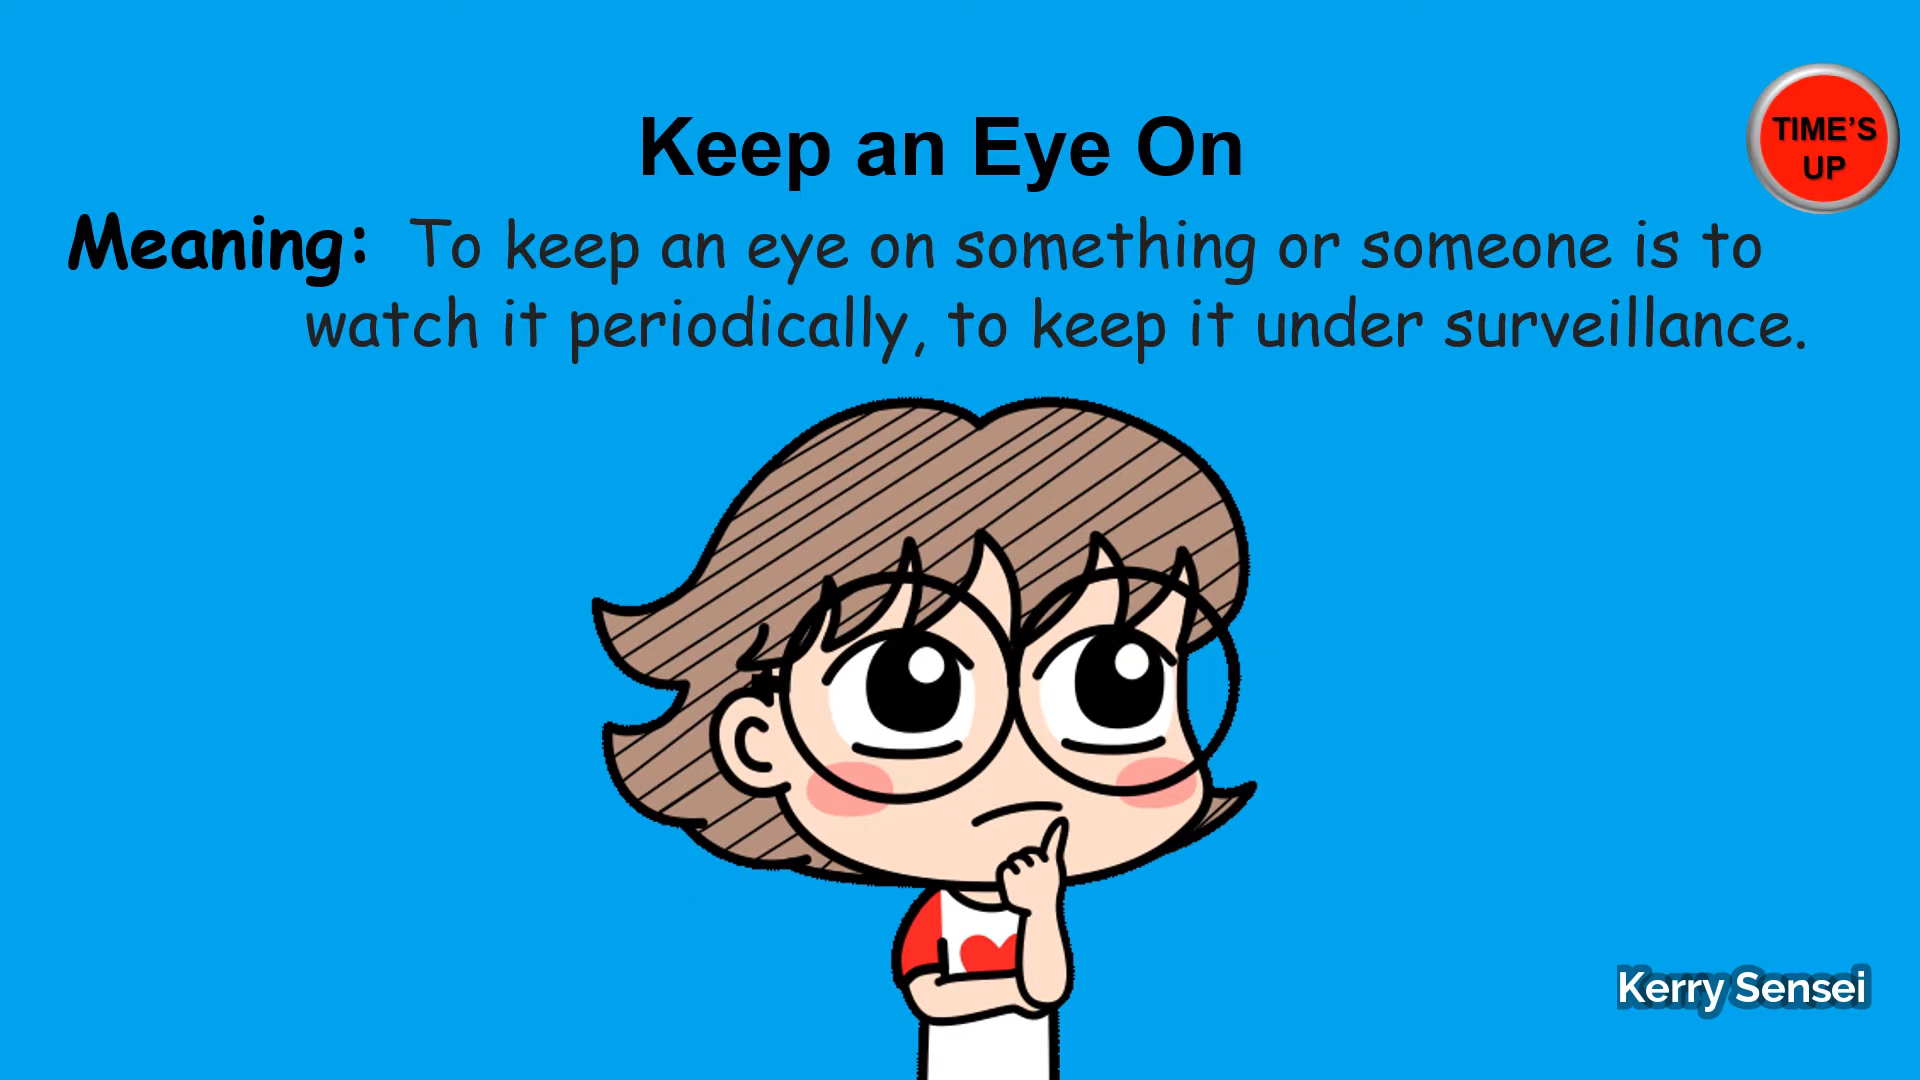 Keep an Eye On
TIME'S
UP
Meaning: To keep an eye on something or someone is to
watch it periodically, to keep it under surveillance.
Kerry Sensei